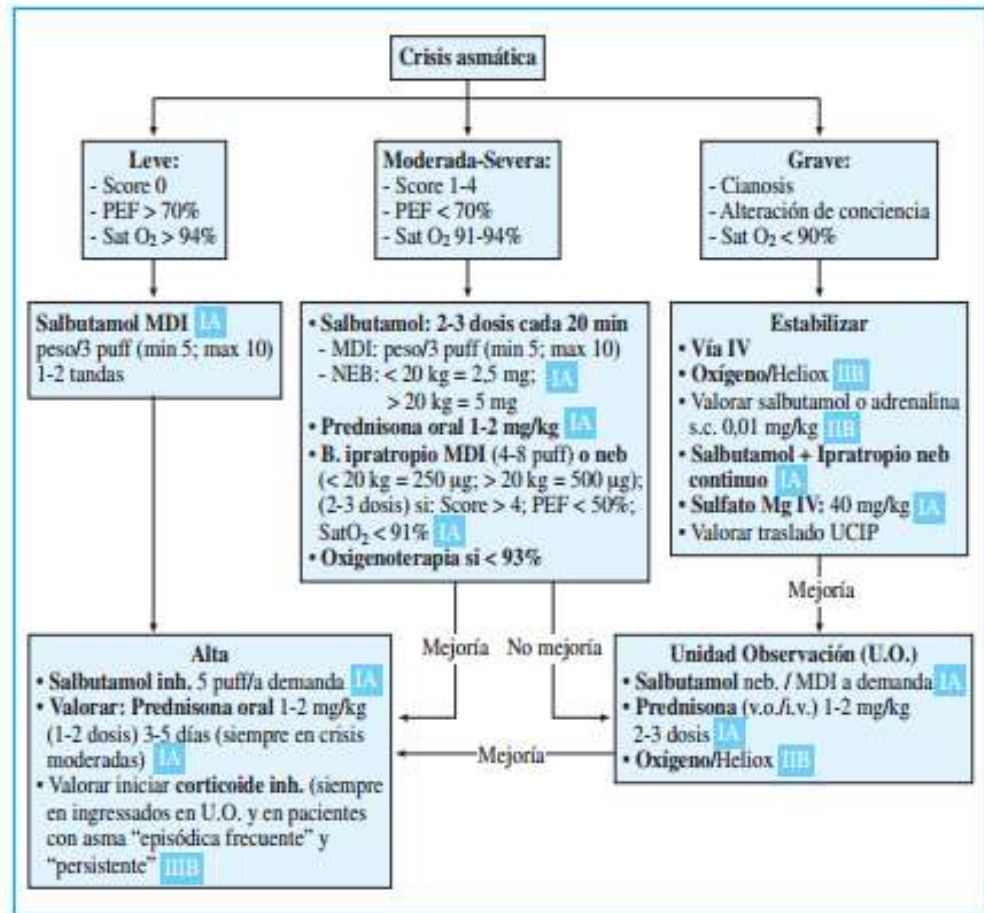 Crisis asmática
Leve:
- Score 0
- PEF > 70%
- Sat O₂ > 94%
Moderada-Severa:
- Score 1-4
- PEF < 70%
- Sat O₂ 91-94%
Grave:
- Cianosis
- Alteración de conciencia
- Sat O₂ < 90%
Salbutamol MDI IA
peso/3 puff (min 5; max 10)
1-2 tandas
• Salbutamol: 2-3 dosis cada 20 min
- MDI: peso/3 puff (min 5; max 10)
- NEB: < 20 kg = 2,5 mg; IA
> 20 kg = 5 mg
• Prednisona oral 1-2 mg/kg IA
• B. ipratropio MDI (4-8 puff) o neb
(< 20 kg = 250 µg; > 20 kg = 500 µg);
(2-3 dosis) si: Score > 4; PEF < 50%;
SatO₂ < 91% IA
• Oxigenoterapia si < 93%
Estabilizar
• Vía IV
• Oxígeno/Heliox IIB
• Valorar salbutamol o adrenalina
s.c. 0,01 mg/kg IIB
• Salbutamol + Ipratropio neb
continuo IA
• Sulfato Mg IV: 40 mg/kg IA
• Valorar traslado UCIP
Mejoría
Mejoría
No mejoría
Alta
• Salbutamol inh. 5 puff/a demanda IA
• Valorar: Prednisona oral 1-2 mg/kg
(1-2 dosis) 3-5 días (siempre en crisis
moderadas) IA
• Valorar iniciar corticoide inh. (siempre
en ingressados en U.O. y en pacientes
con asma “episódica frecuente” y
“persistente” IIIB
Mejoría
Unidad Observación (U.O.)
• Salbutamol neb. / MDI a demanda IA
• Prednisona (v.o./i.v.) 1-2 mg/kg
2-3 dosis IA
• Oxígeno/Heliox IIB